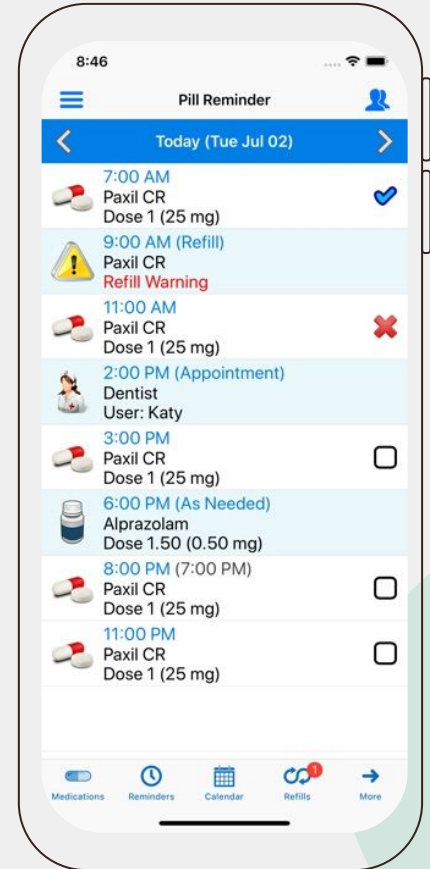 8:46
Pill Reminder
Today (Tue Jul 02)
7:00 AM
Paxil CR
Dose 1 (25 mg)
9:00 AM (Refill)
Paxil CR
Refill Warning
11:00 AM
Paxil CR
Dose 1 (25 mg)
2:00 PM (Appointment)
Dentist
User: Katy
3:00 PM
Paxil CR
Dose 1 (25 mg)
6:00 PM (As Needed)
Alprazolam
Dose 1.50 (0.50 mg)
8:00 PM (7:00 PM)
Paxil CR
Dose 1 (25 mg)
11:00 PM
Paxil CR
Dose 1 (25 mg)
1
Medications Reminders Calendar Refills More